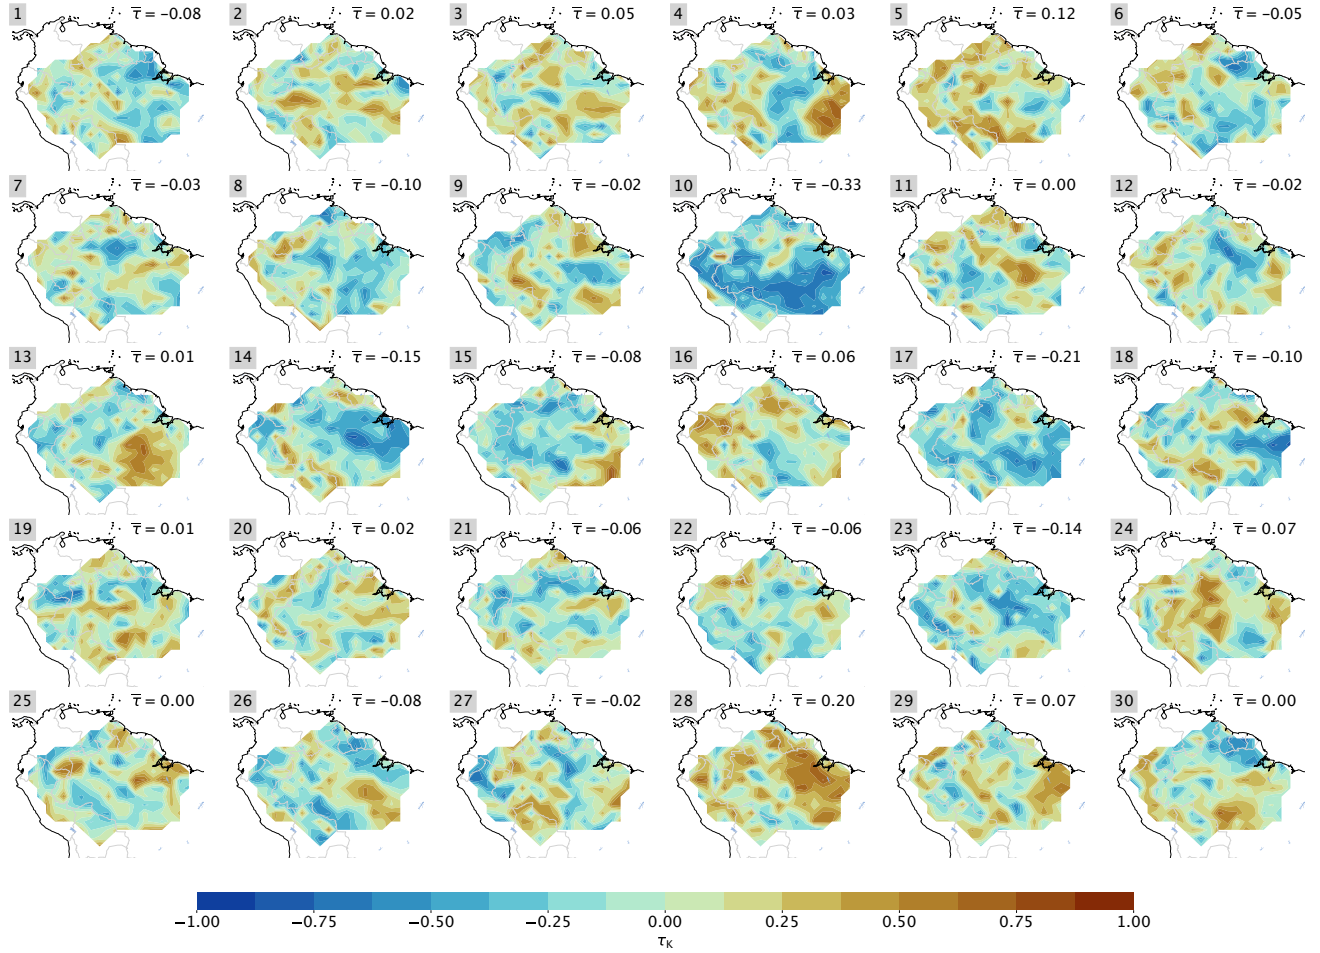 1 τ̅ = −0.08
2 τ̅ = 0.02
3 τ̅ = 0.05
4 τ̅ = 0.03
5 τ̅ = 0.12
6 τ̅ = −0.05
7 τ̅ = −0.03
8 τ̅ = −0.10
9 τ̅ = −0.02
10 τ̅ = −0.33
11 τ̅ = 0.00
12 τ̅ = −0.02
13 τ̅ = 0.01
14 τ̅ = −0.15
15 τ̅ = −0.08
16 τ̅ = 0.06
17 τ̅ = −0.21
18 τ̅ = −0.10
19 τ̅ = 0.01
20 τ̅ = 0.02
21 τ̅ = −0.06
22 τ̅ = −0.06
23 τ̅ = −0.14
24 τ̅ = 0.07
25 τ̅ = 0.00
26 τ̅ = −0.08
27 τ̅ = −0.02
28 τ̅ = 0.20
29 τ̅ = 0.07
30 τ̅ = 0.00
−1.00 −0.75 −0.50 −0.25 0.00 0.25 0.50 0.75 1.00
τ_K